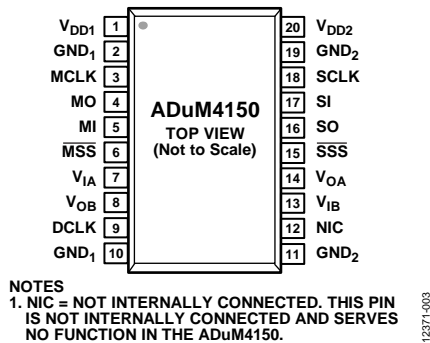 VDD1 1 20 VDD2
GND1 2 19 GND2
MCLK 3 18 SCLK
MO 4 17 SI
MI 5 16 SO
MSS 6 15 SSS
VIA 7 14 VOA
VOB 8 13 VIB
DCLK 9 12 NIC
GND1 10 11 GND2
ADuM4150
TOP VIEW
(Not to Scale)
NOTES
1. NIC = NOT INTERNALLY CONNECTED. THIS PIN
IS NOT INTERNALLY CONNECTED AND SERVES
NO FUNCTION IN THE ADuM4150.
12371-003